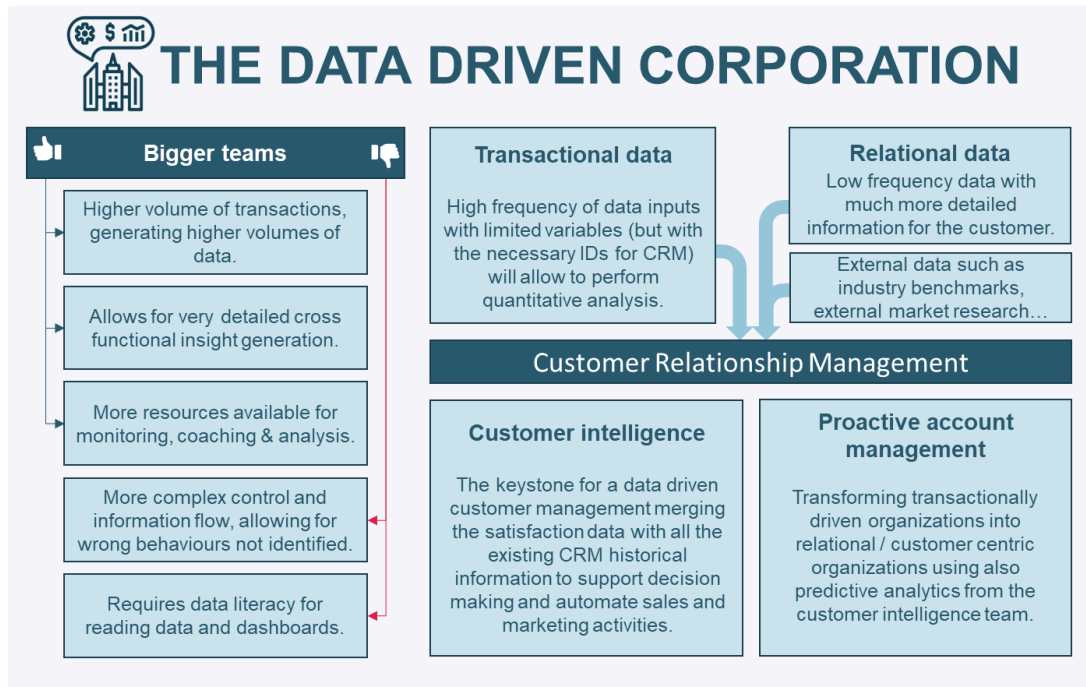 THE DATA DRIVEN CORPORATION
$
Bigger teams
Higher volume of transactions,
generating higher volumes of
data.
Allows for very detailed cross
functional insight generation.
More resources available for
monitoring, coaching & analysis.
More complex control and
information flow, allowing for
wrong behaviours not identified.
Requires data literacy for
reading data and dashboards.
Transactional data
High frequency of data inputs
with limited variables (but with
the necessary IDs for CRM)
will allow to perform
quantitative analysis.
Relational data
Low frequency data with
much more detailed
information for the customer.
External data such as
industry benchmarks,
external market research…
Customer Relationship Management
Customer intelligence
The keystone for a data driven
customer management merging
the satisfaction data with all the
existing CRM historical
information to support decision
making and automate sales and
marketing activities.
Proactive account
management
Transforming transactionally
driven organizations into
relational / customer centric
organizations using also
predictive analytics from the
customer intelligence team.